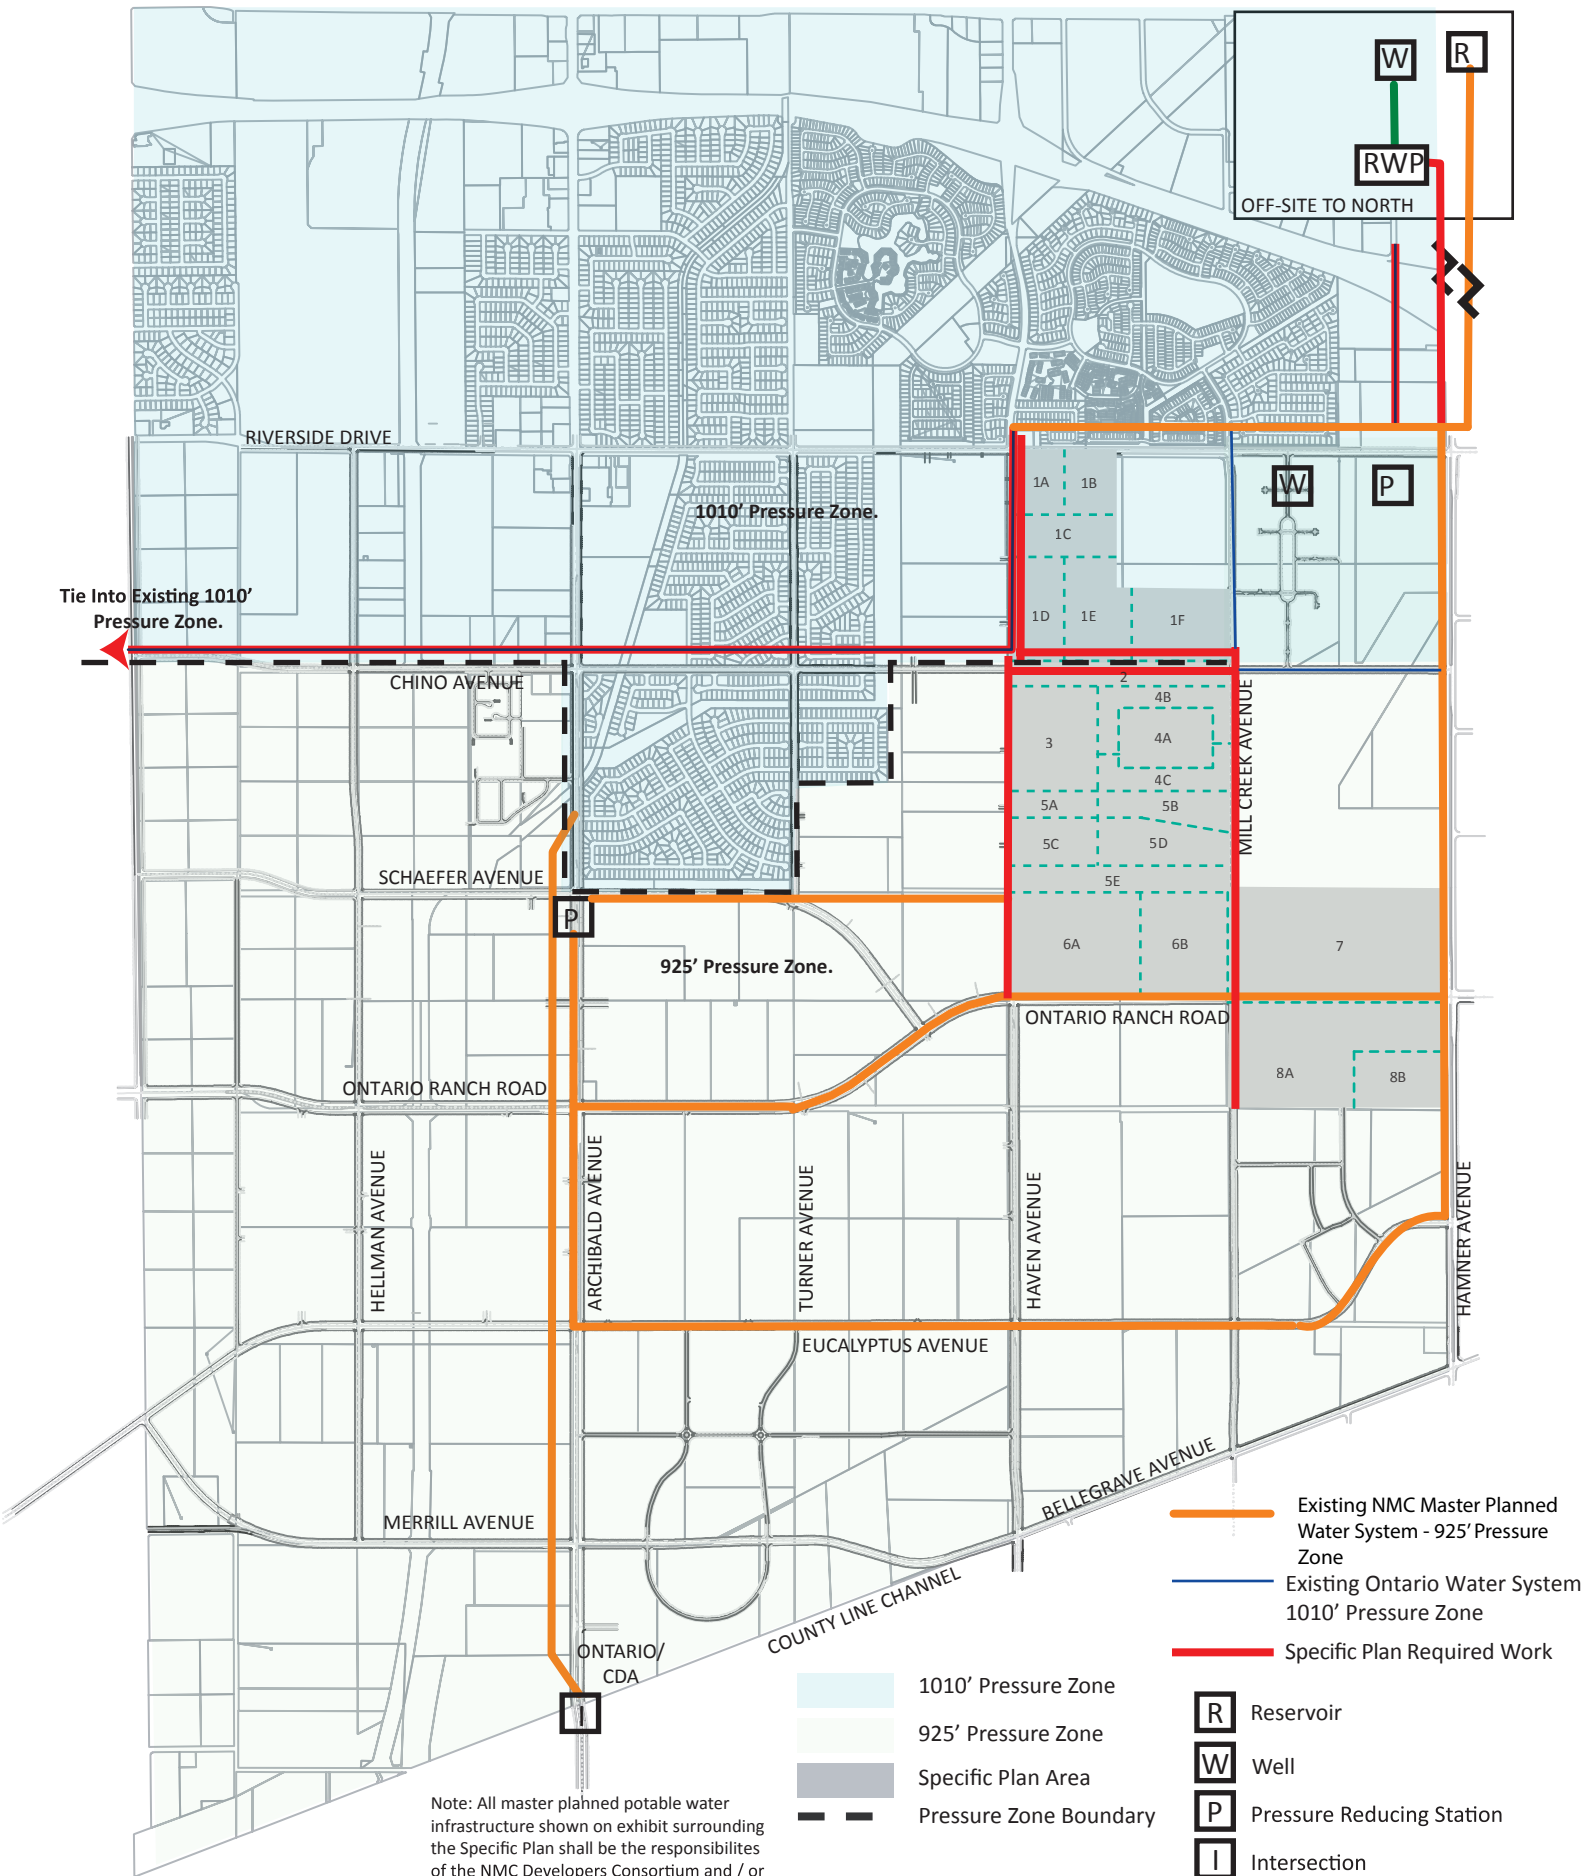 W
R
RWP
OFF-SITE TO NORTH
RIVERSIDE DRIVE
1A
1B
W
P
1010’ Pressure Zone.
1C
Tie Into Existing 1010’
Pressure Zone.
1D
1E
1F
CHINO AVENUE
2
4B
3
4A
4C
MILL CREEK AVENUE
5A
5B
5C
5D
SCHAEFER AVENUE
5E
P
6A
6B
7
925’ Pressure Zone.
ONTARIO RANCH ROAD
8A
8B
ONTARIO RANCH ROAD
HELLMAN AVENUE
ARCHIBALD AVENUE
TURNER AVENUE
HAVEN AVENUE
HAMNER AVENUE
EUCALYPTUS AVENUE
BELLEGRAVE AVENUE
MERRILL AVENUE
COUNTY LINE CHANNEL
ONTARIO/
CDA
I
Existing NMC Master Planned
Water System - 925’ Pressure
Zone
Existing Ontario Water System
1010’ Pressure Zone
Specific Plan Required Work
1010’ Pressure Zone
925’ Pressure Zone
Specific Plan Area
Pressure Zone Boundary
R Reservoir
W Well
P Pressure Reducing Station
I Intersection
Note: All master planned potable water
infrastructure shown on exhibit surrounding
the Specific Plan shall be the responsibilites
of the NMC Developers Consortium and / or